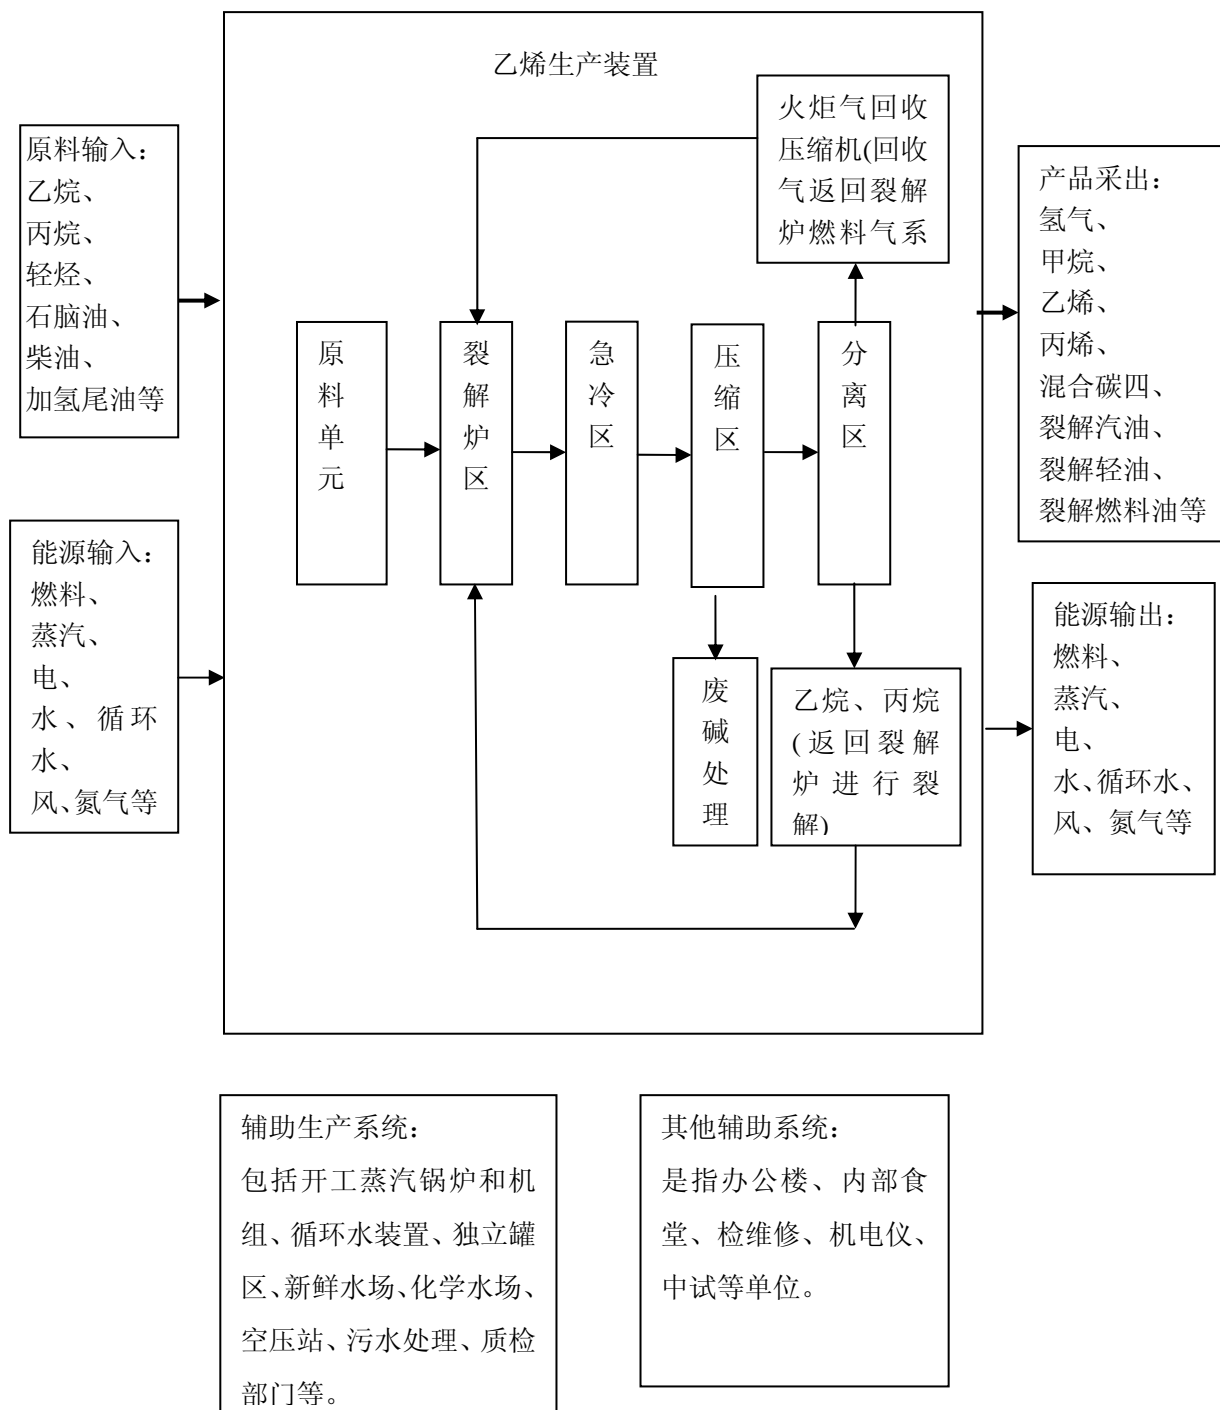 乙烯生产装置
火炬气回收
压缩机(回收
气返回裂解
炉燃料气系
原料输入：
乙烷、
丙烷、
轻烃、
石脑油、
柴油、
加氢尾油等
产品采出：
氢气、
甲烷、
乙烯、
丙烯、
混合碳四、
裂解汽油、
裂解轻油、
裂解燃料油等
原料单元
裂解炉区
急冷区
压缩区
分离区
能源输入：
燃料、
蒸汽、
电、
水、循环
水、
风、氮气等
废碱处理
乙烷、丙烷
(返回裂解
炉进行裂
解)
能源输出：
燃料、
蒸汽、
电、
水、循环水、
风、氮气等
辅助生产系统：
包括开工蒸汽锅炉和机
组、循环水装置、独立罐
区、新鲜水场、化学水场、
空压站、污水处理、质检
部门等。
其他辅助系统：
是指办公楼、内部食
堂、检维修、机电仪、
中试等单位。